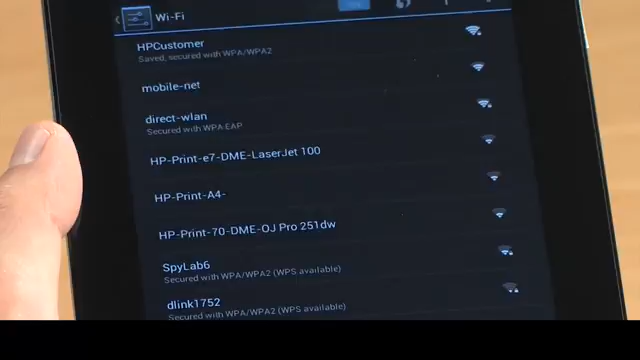 Wi-Fi
HPCustomer
Saved, secured with WPA/WPA2
mobile-net
direct-wlan
Secured with WPA-EAP
HP-Print-e7-DME-LaserJet 100
HP-Print-A4-
HP-Print-70-DME-OJ Pro 251dw
SpyLab6
Secured with WPA/WPA2 (WPS available)
dlink1752
Secured with WPA/WPA2 (WPS available)